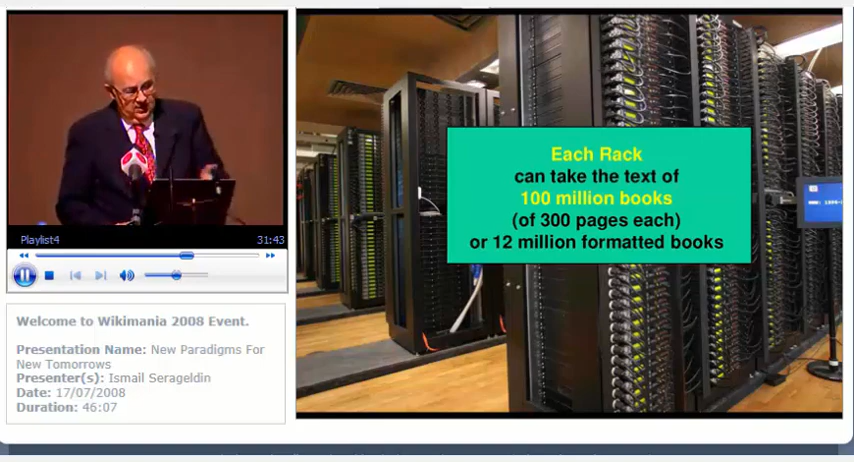 Playlist4 31:43
Welcome to Wikimania 2008 Event.
Presentation Name: New Paradigms For
New Tomorrows
Presenter(s): Ismail Serageldin
Date: 17/07/2008
Duration: 46:07
Each Rack
can take the text of
100 million books
(of 300 pages each)
or 12 million formatted books